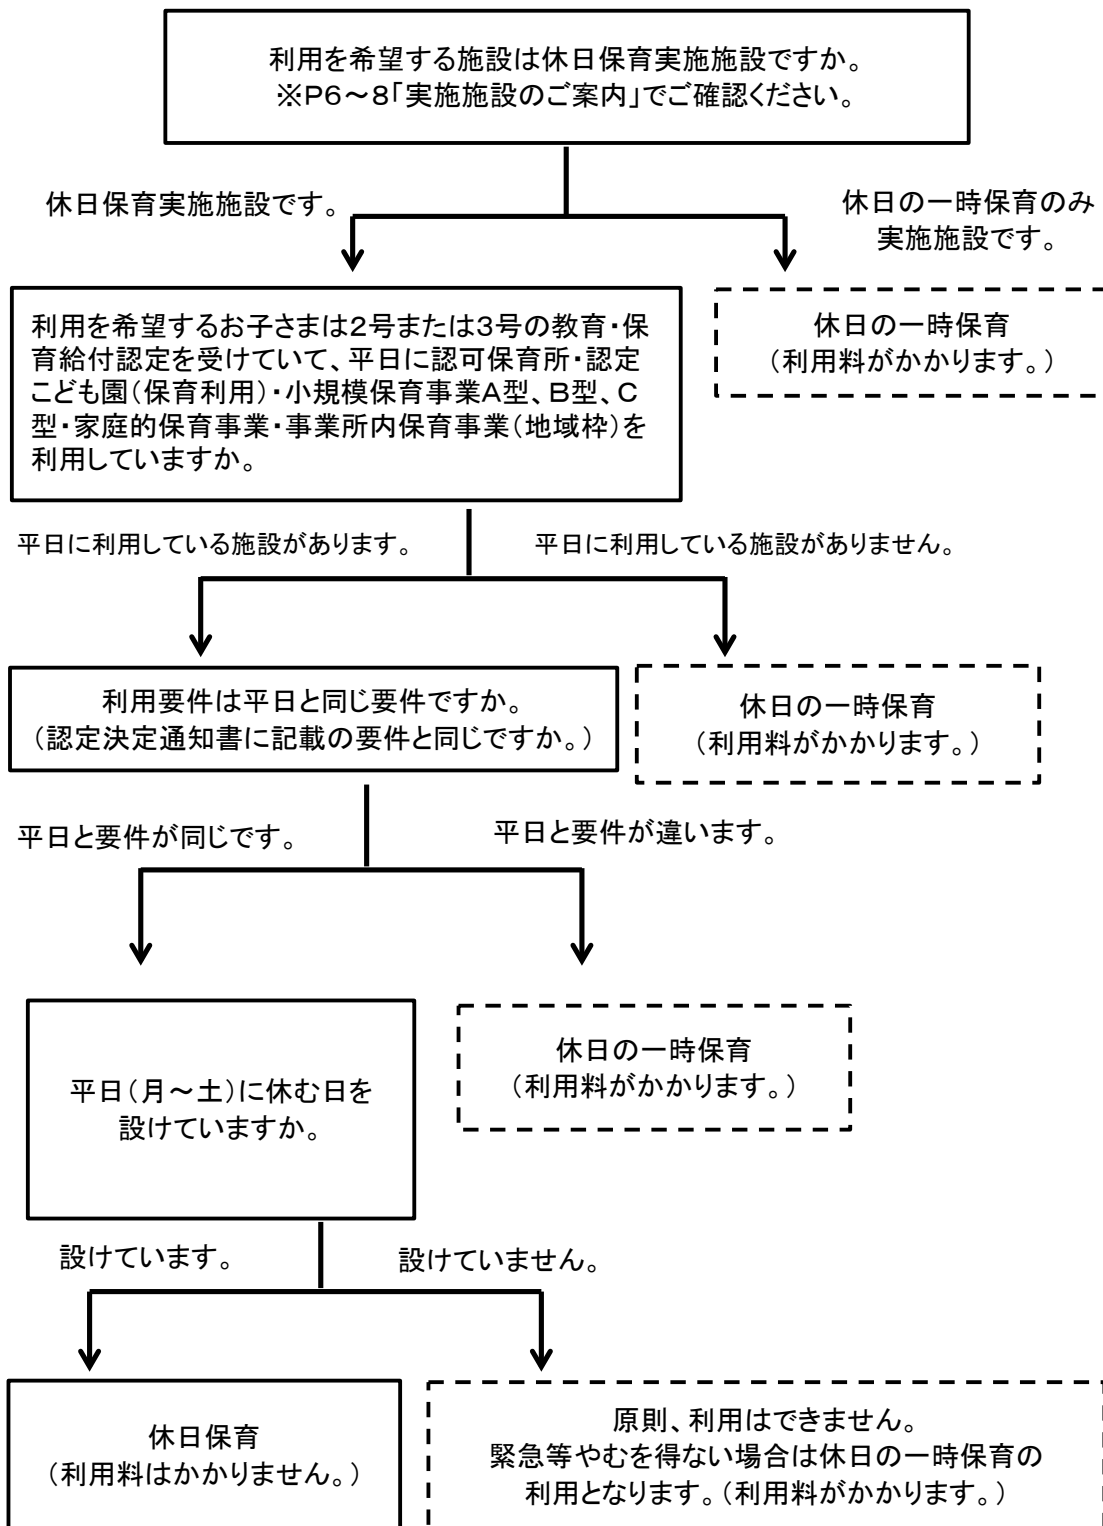 利用を希望する施設は休日保育実施施設ですか。
※P6～8「実施施設のご案内」でご確認ください。
休日保育実施施設です。
休日の一時保育のみ
実施施設です。
利用を希望するお子さまは2号または3号の教育・保
育給付認定を受けていて、平日に認可保育所・認定
こども園（保育利用）・小規模保育事業A型、B型、C
型・家庭的保育事業・事業所内保育事業（地域枠）を
利用していますか。
休日の一時保育
（利用料がかかります。）
平日に利用している施設があります。
平日に利用している施設がありません。
利用要件は平日と同じ要件ですか。
（認定決定通知書に記載の要件と同じですか。）
休日の一時保育
（利用料がかかります。）
平日と要件が同じです。
平日と要件が違います。
平日（月～土）に休む日を
設けていますか。
休日の一時保育
（利用料がかかります。）
設けています。
設けていません。
休日保育
（利用料はかかりません。）
原則、利用はできません。
緊急等やむを得ない場合は休日の一時保育の
利用となります。（利用料がかかります。）